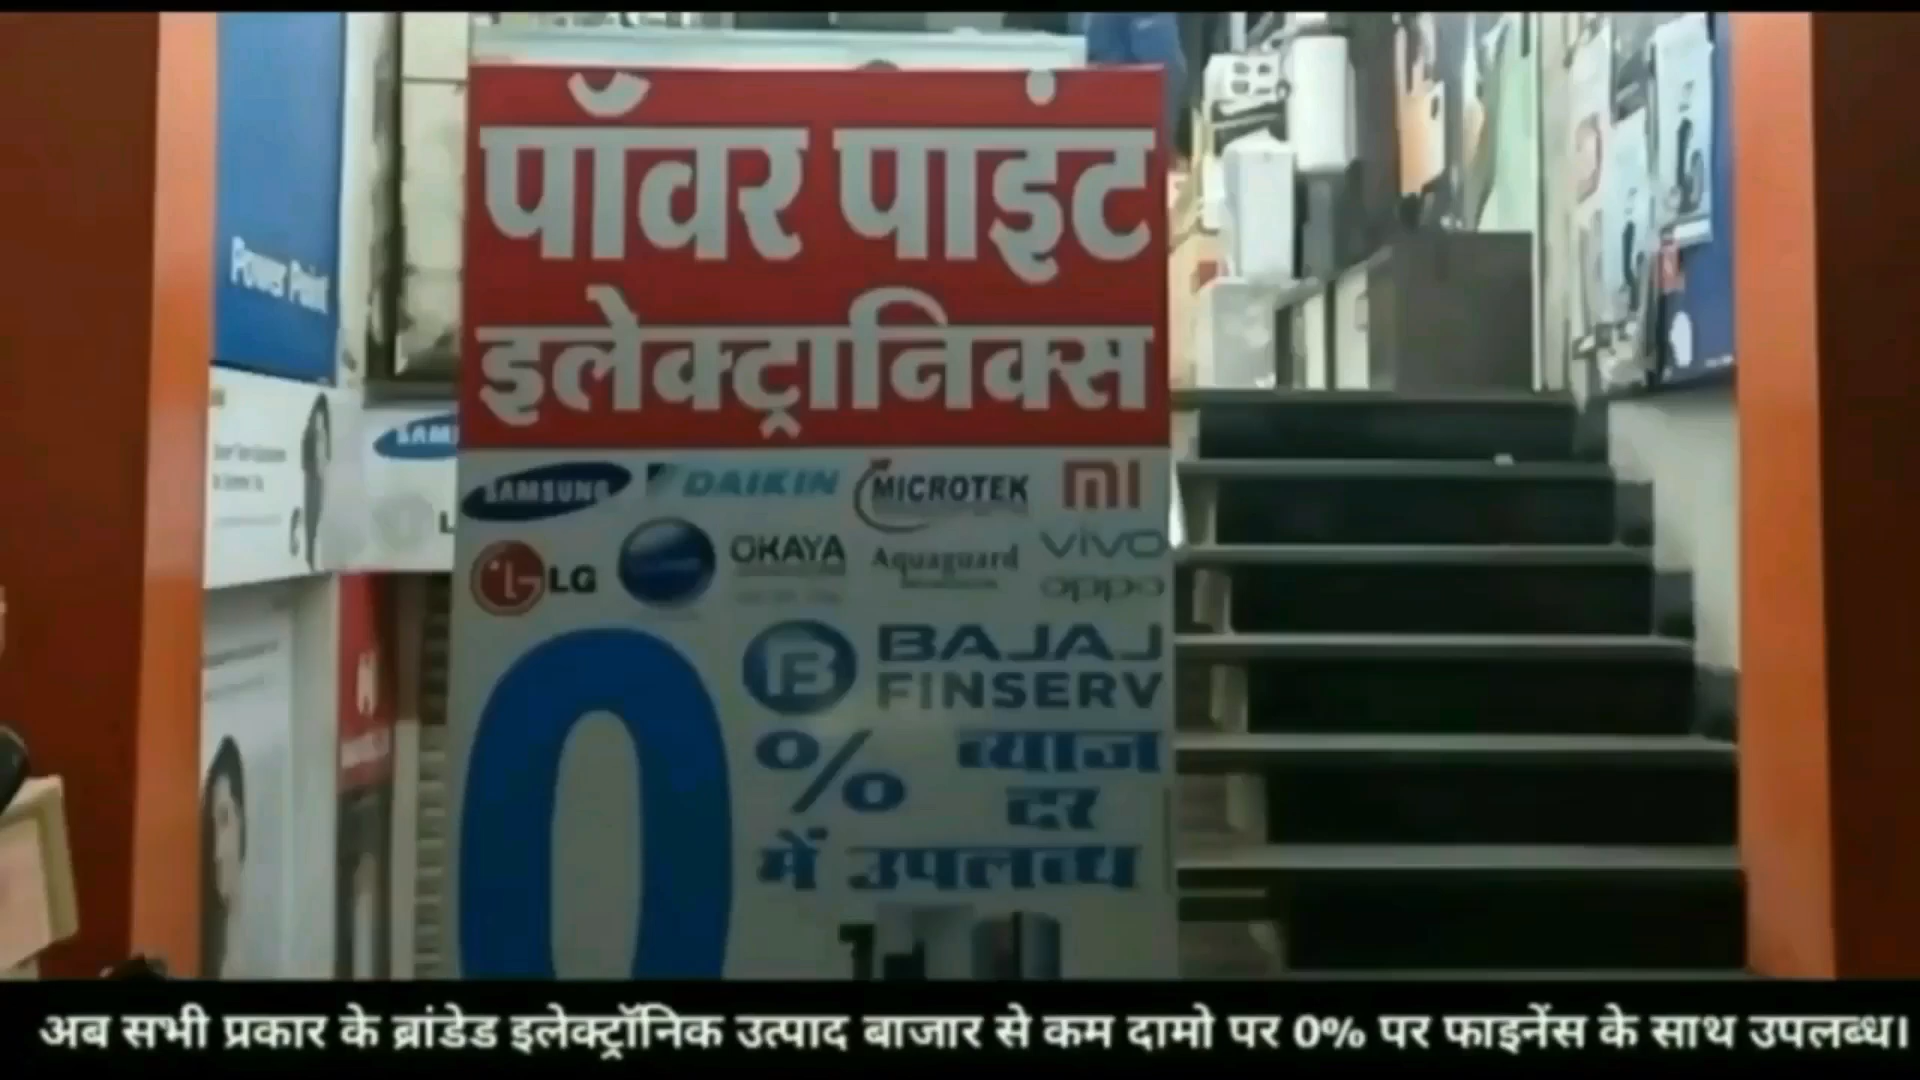 पॉवर पाइंट
इलेक्ट्रानिक्स
Power Point
SAMSUNG DAIKIN MICROTEK mi
LG OKAYA Aquaguard vivo
oppo
BAJAJ
FINSERV
0% ब्याज
दर
में उपलब्ध
अब सभी प्रकार के ब्रांडेड इलेक्ट्रॉनिक उत्पाद बाजार से कम दामो पर 0% पर फाइनेंस के साथ उपलब्ध।